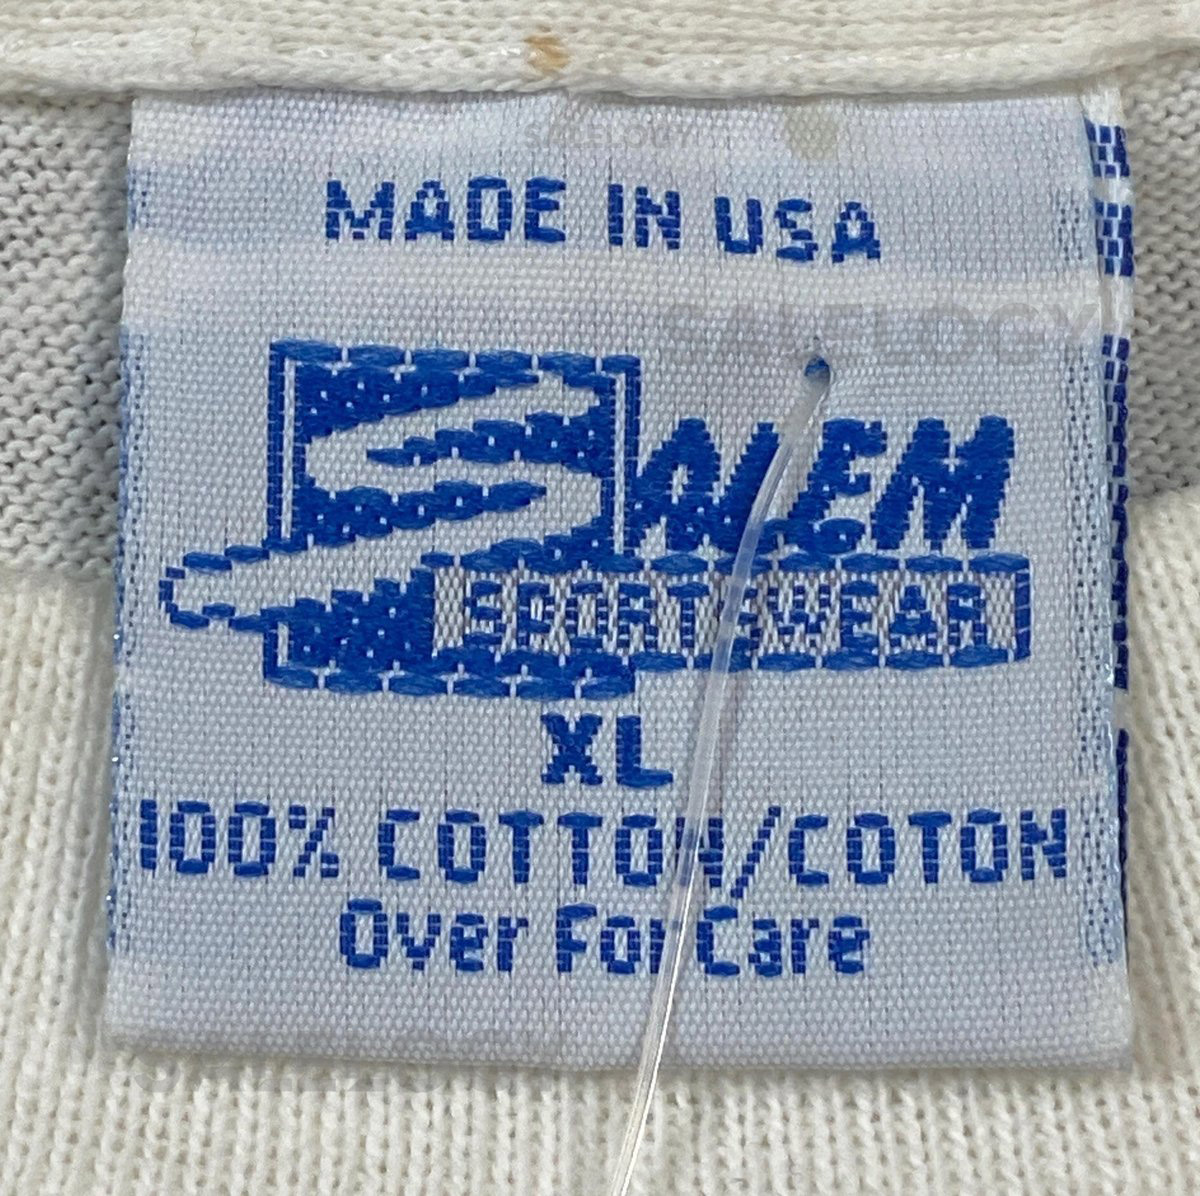 MADE IN USA
SALEM
SPORTSWEAR
XL
100% COTTON/COTON
Over For Care